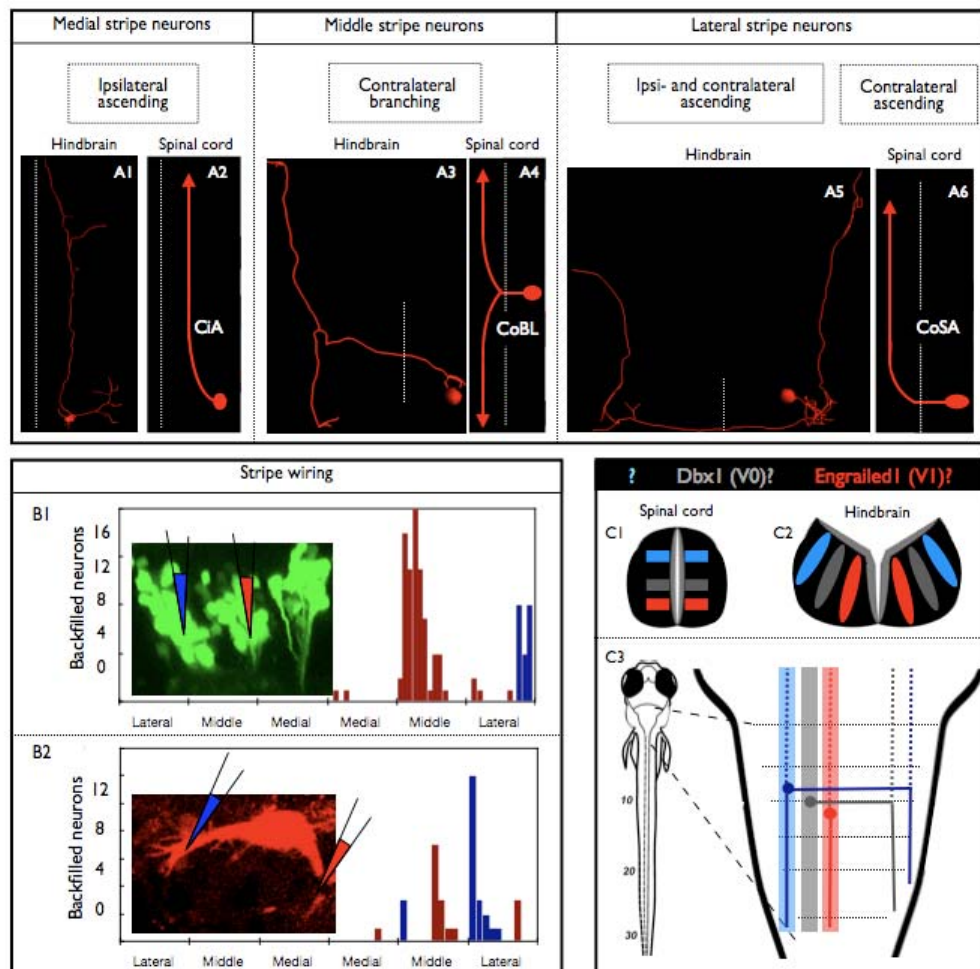 Medial stripe neurons
Middle stripe neurons
Lateral stripe neurons
Ipsilateral
ascending
Contralateral
branching
Ipsi- and contralateral
ascending
Contralateral
ascending
Hindbrain
Spinal cord
Hindbrain
Spinal cord
Hindbrain
Spinal cord
A1
A2
A3
A4
A5
A6
CiA
CoBL
CoSA
Stripe wiring
B1
Backfilled neurons
16
12
8
4
0
Lateral
Middle
Medial
Medial
Middle
Lateral
B2
Backfilled neurons
12
8
4
0
Lateral
Middle
Medial
Medial
Middle
Lateral
? Dbx1 (V0)? Engrailed1 (V1)?
Spinal cord
Hindbrain
C1
C2
C3
10
20
30